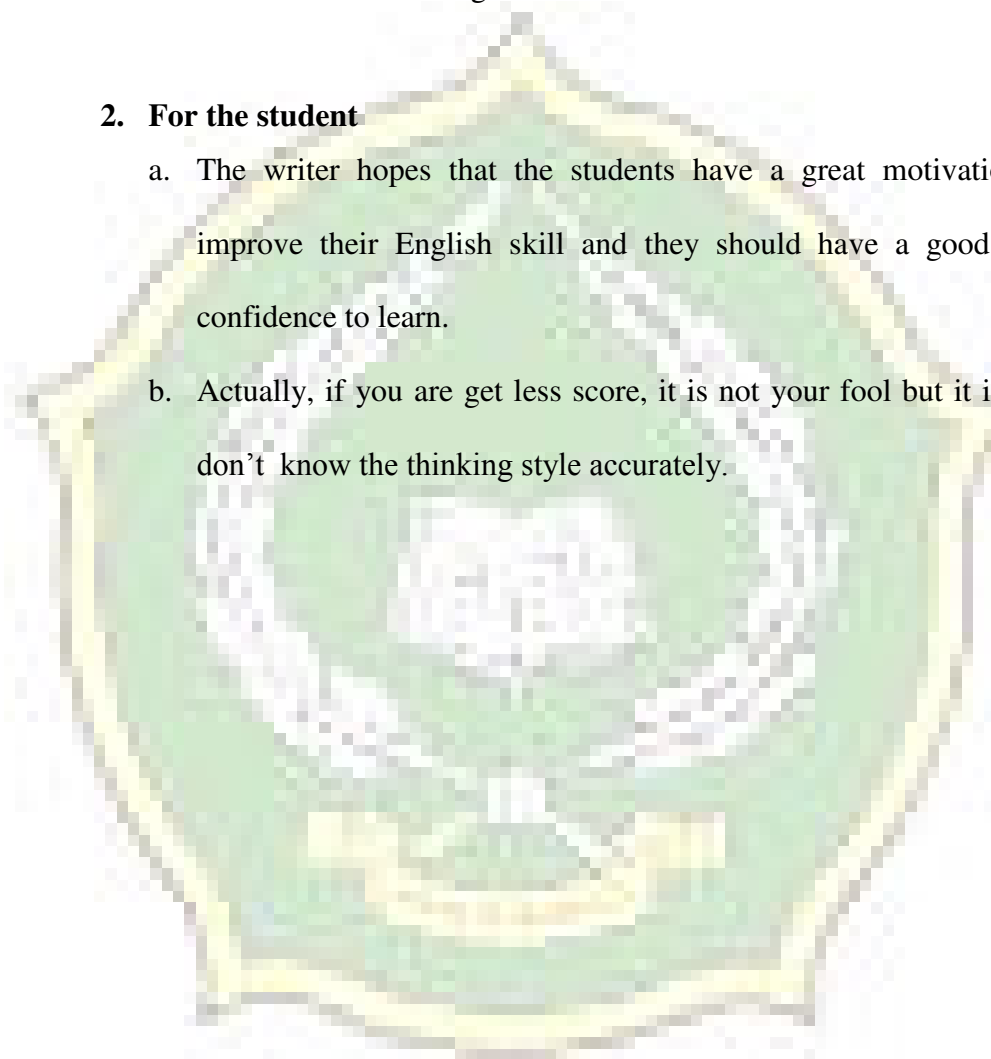 2. For the student
a. The writer hopes that the students have a great
improve their English skill and they should have a good
confidence to learn.
b. Actually, if you are get less score, it is not your fool but it
don’t know the thinking style accurately.